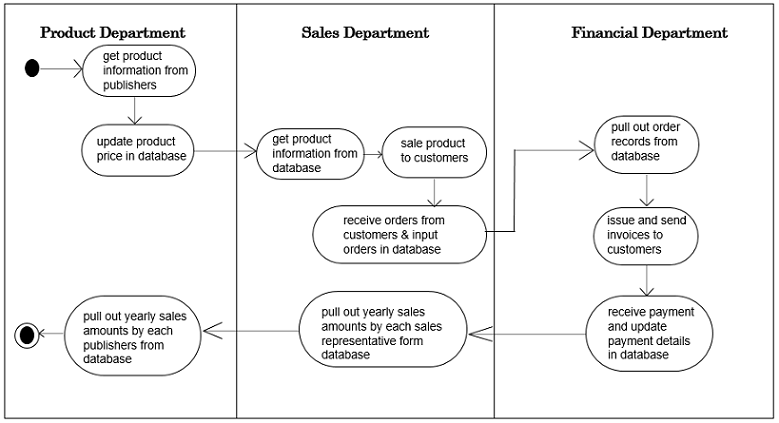 Product Department
Sales Department
Financial Department
get product
information from
publishers
update product
price in database
get product
information from
database
sale product
to customers
receive orders from
customers & input
orders in database
pull out order
records from
database
issue and send
invoices to
customers
receive payment
and update
payment details
in database
pull out yearly sales
amounts by each sales
representative form
database
pull out yearly sales
amounts by each
publishers from
database